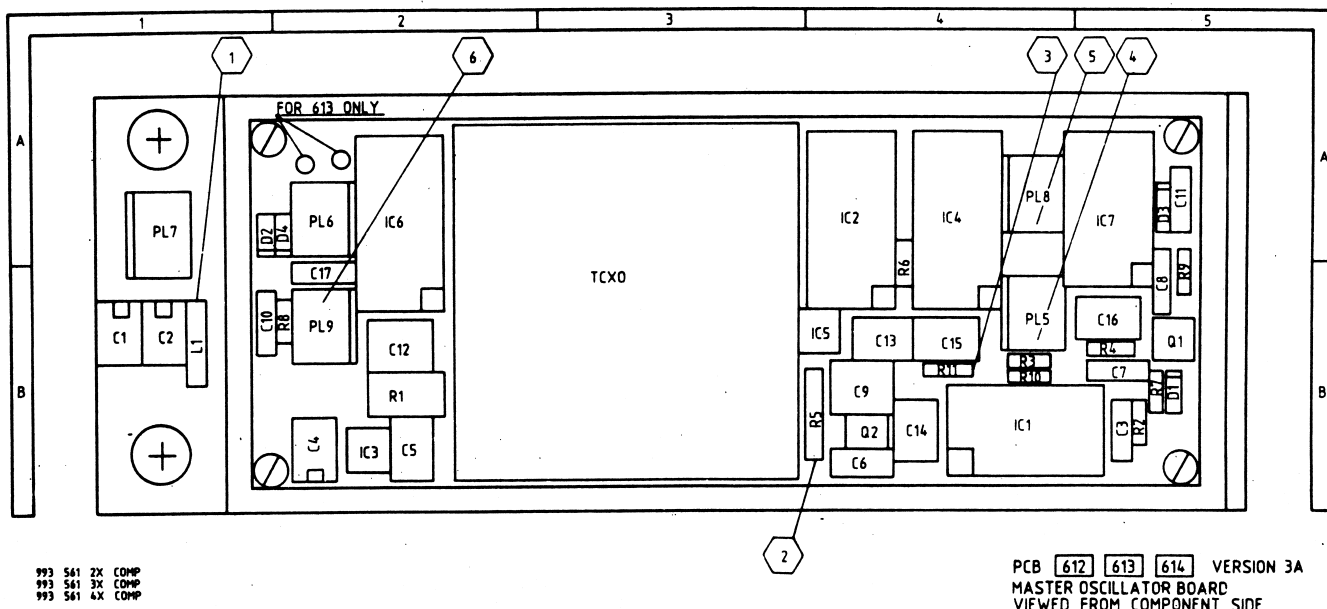 1 2 3 4 5
1 6 3 5 4
FOR 613 ONLY
A A
PL7 D2 D4 PL6 IC6 TCXO IC2 R6 IC4 PL8 IC7 D3 C11
C17 C8 R9
C1 C2 L1 C10 R8 PL9 C12 IC5 C13 C15 PL5 C16 Q1
R11 R3 R4
R10 C7
B B
R1 R5 C9 R7 D1
C4 IC3 C5 Q2 C14 IC1 C3 R2
C6
2
993 561 2X COMP
993 561 3X COMP
993 561 4X COMP
PCB 612 613 614 VERSION 3A
MASTER OSCILLATOR BOARD
VIEWED FROM COMPONENT SIDE